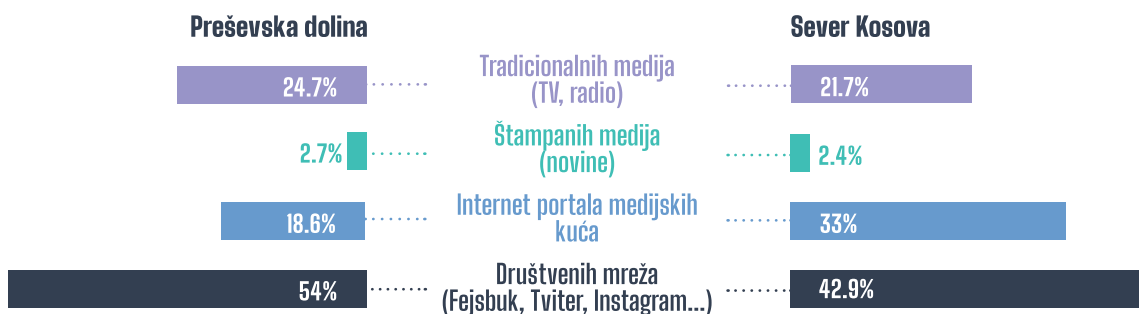 Preševska dolina
Sever Kosova
24.7%
Tradicionalnih medija
(TV, radio)
21.7%
2.7%
Štampanih medija
(novine)
2.4%
18.6%
Internet portala medijskih
kuća
33%
54%
Društvenih mreža
(Fejsbuk, Tviter, Instagram...)
42.9%